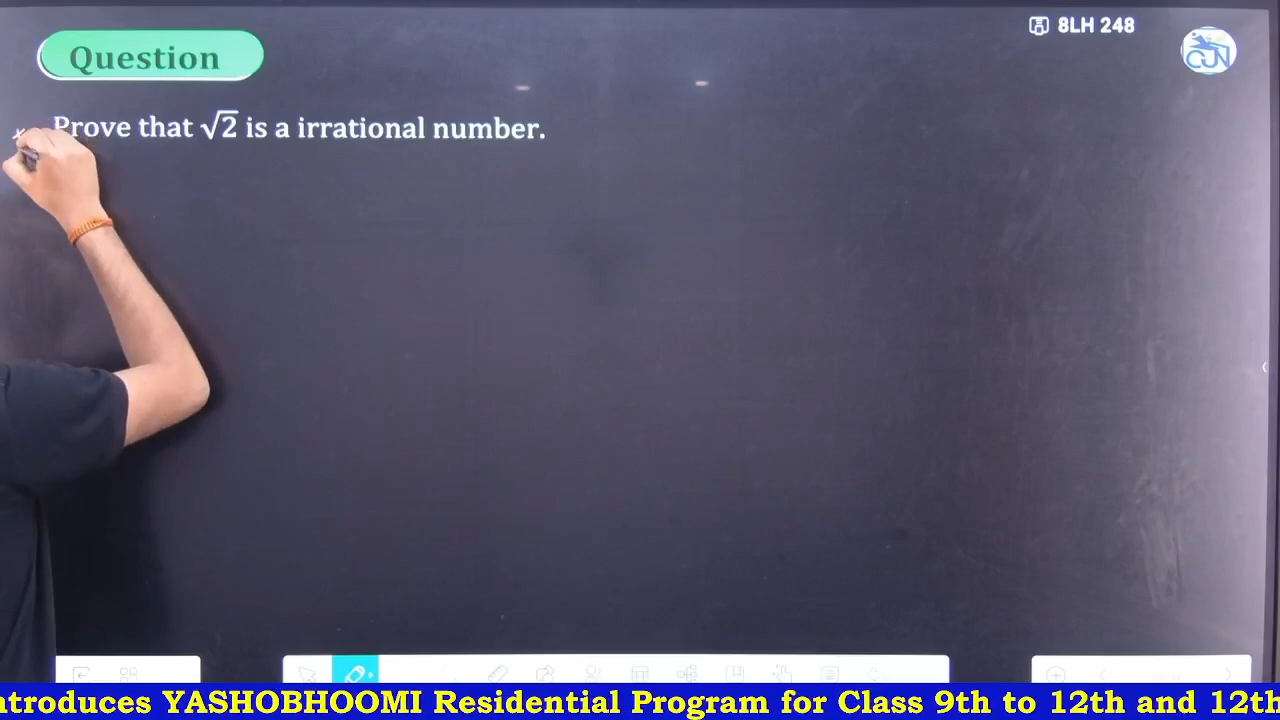 8LH 248
Question
CJN
Prove that √2 is a irrational number.
ntroduces YASHOBHOOMI Residential Program for Class 9th to 12th and 12th